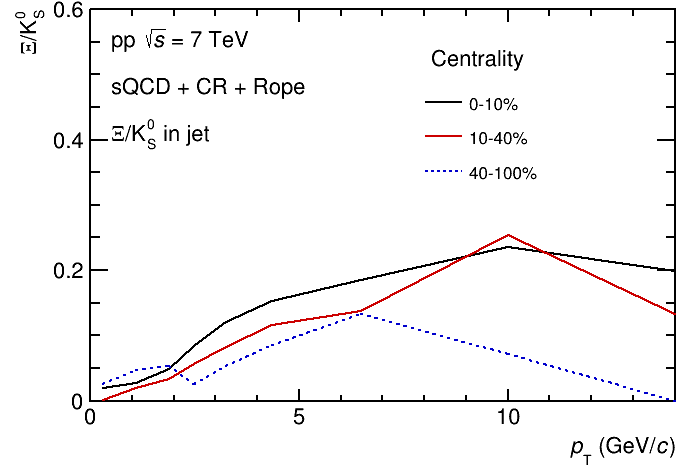 Ξ/K⁰_S
0.6
0.4
0.2
0
0
5
10
pp √s = 7 TeV
sQCD + CR + Rope
Ξ/K⁰_S in jet
Centrality
0-10%
10-40%
40-100%
p_T (GeV/c)